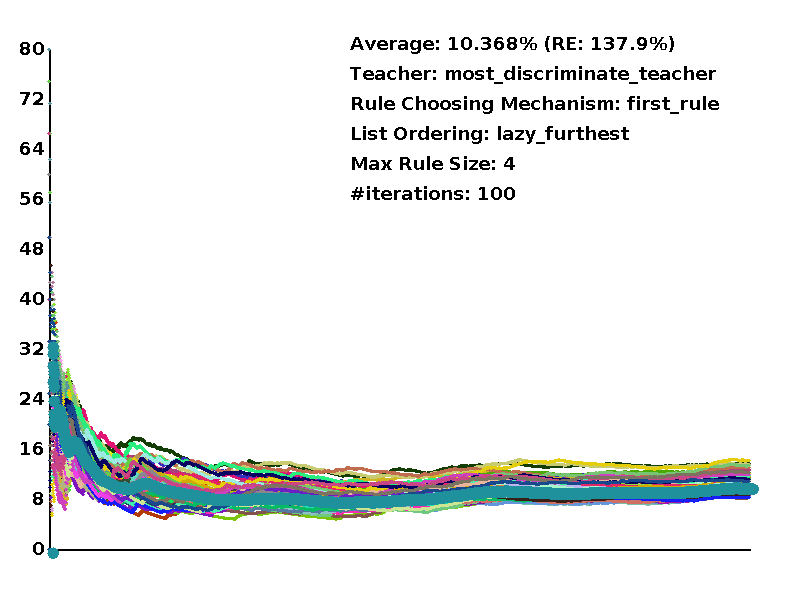 80
Average: 10.368% (RE: 137.9%)
Teacher: most_discriminate_teacher
72
Rule Choosing Mechanism: first_rule
List Ordering: lazy_furthest
64
Max Rule Size: 4
56
#iterations: 100
48
40
32
24
16
8
0